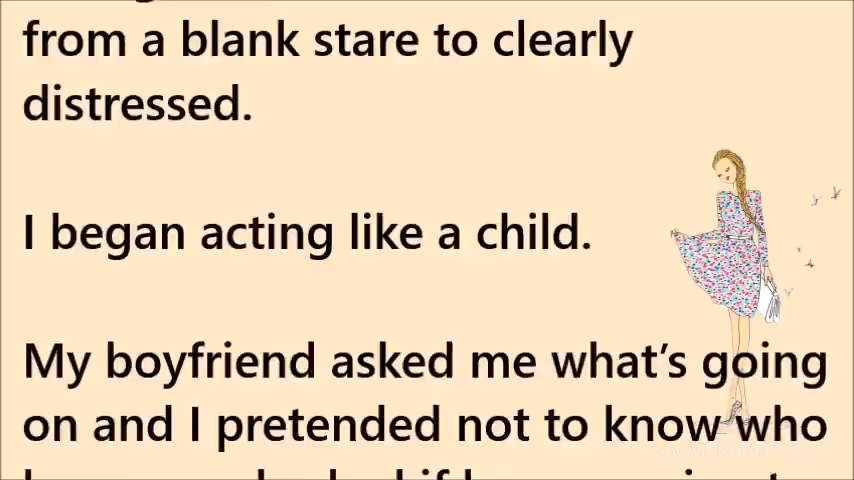 from a blank stare to clearly
distressed.
I began acting like a child.
My boyfriend asked me what's going
on and I pretended not to know who